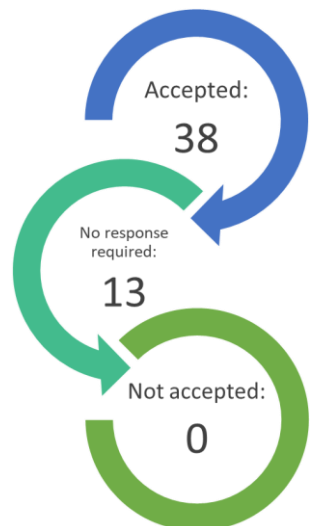 Accepted:
38
No response
required:
13
Not accepted:
0